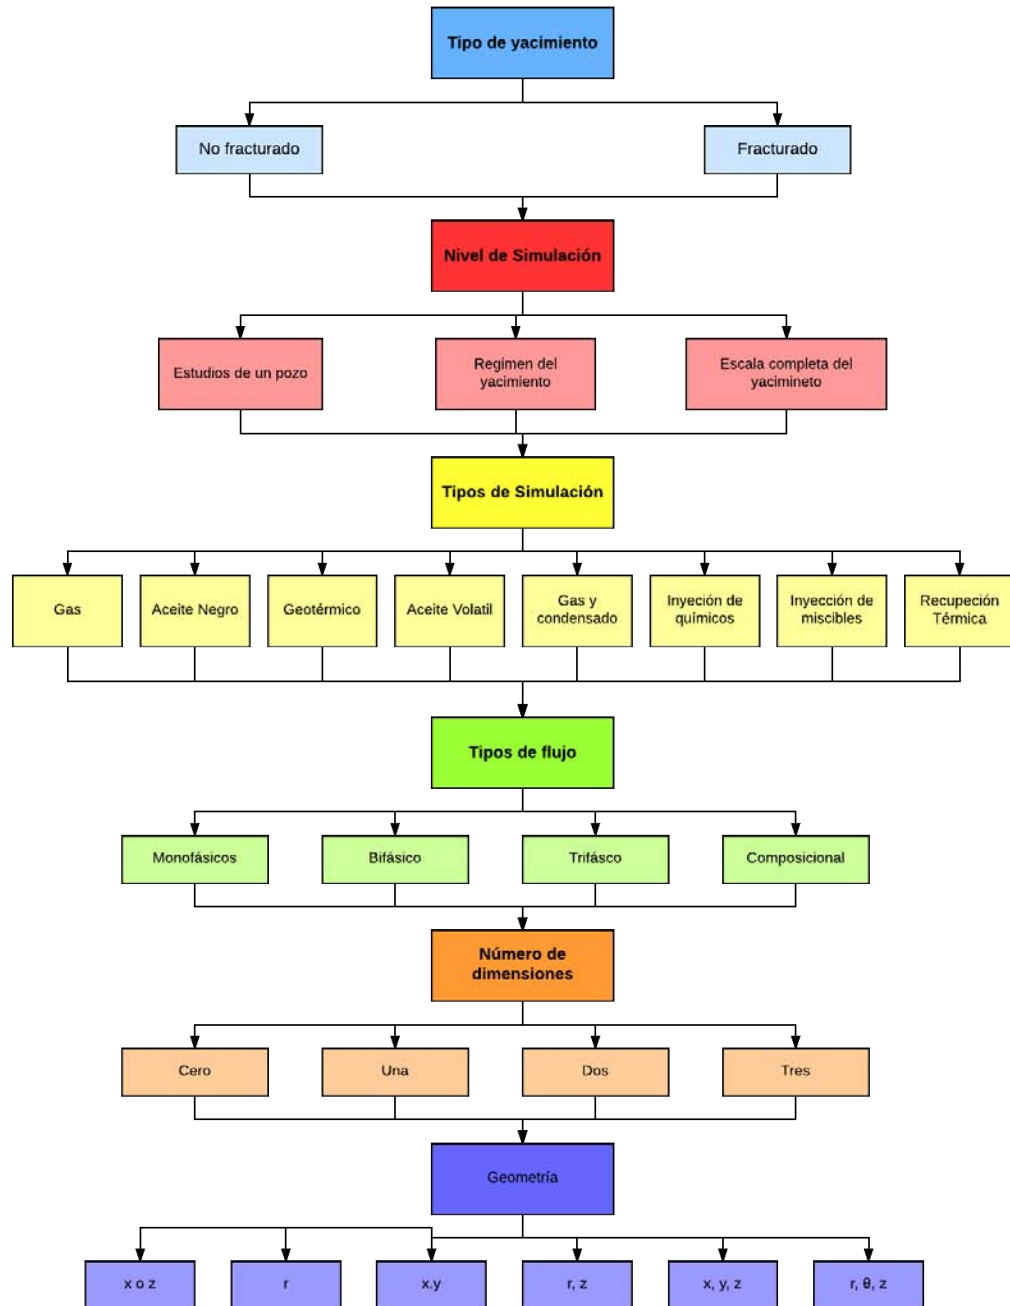 Tipo de yacimiento
No fracturado
Fracturado
Nivel de Simulación
Estudios de un pozo
Regimen del
yacimiento
Escala completa del
yacimineto
Tipos de Simulación
Gas
Aceite Negro
Geotérmico
Aceite Volatil
Gas y
condensado
Inyeción de
químicos
Inyección de
miscibles
Recupeción
Térmica
Tipos de flujo
Monofásicos
Bifásico
Trifásco
Composicional
Número de
dimensiones
Cero
Una
Dos
Tres
Geometría
x o z
r
x.y
r, z
x, y, z
r, θ, z